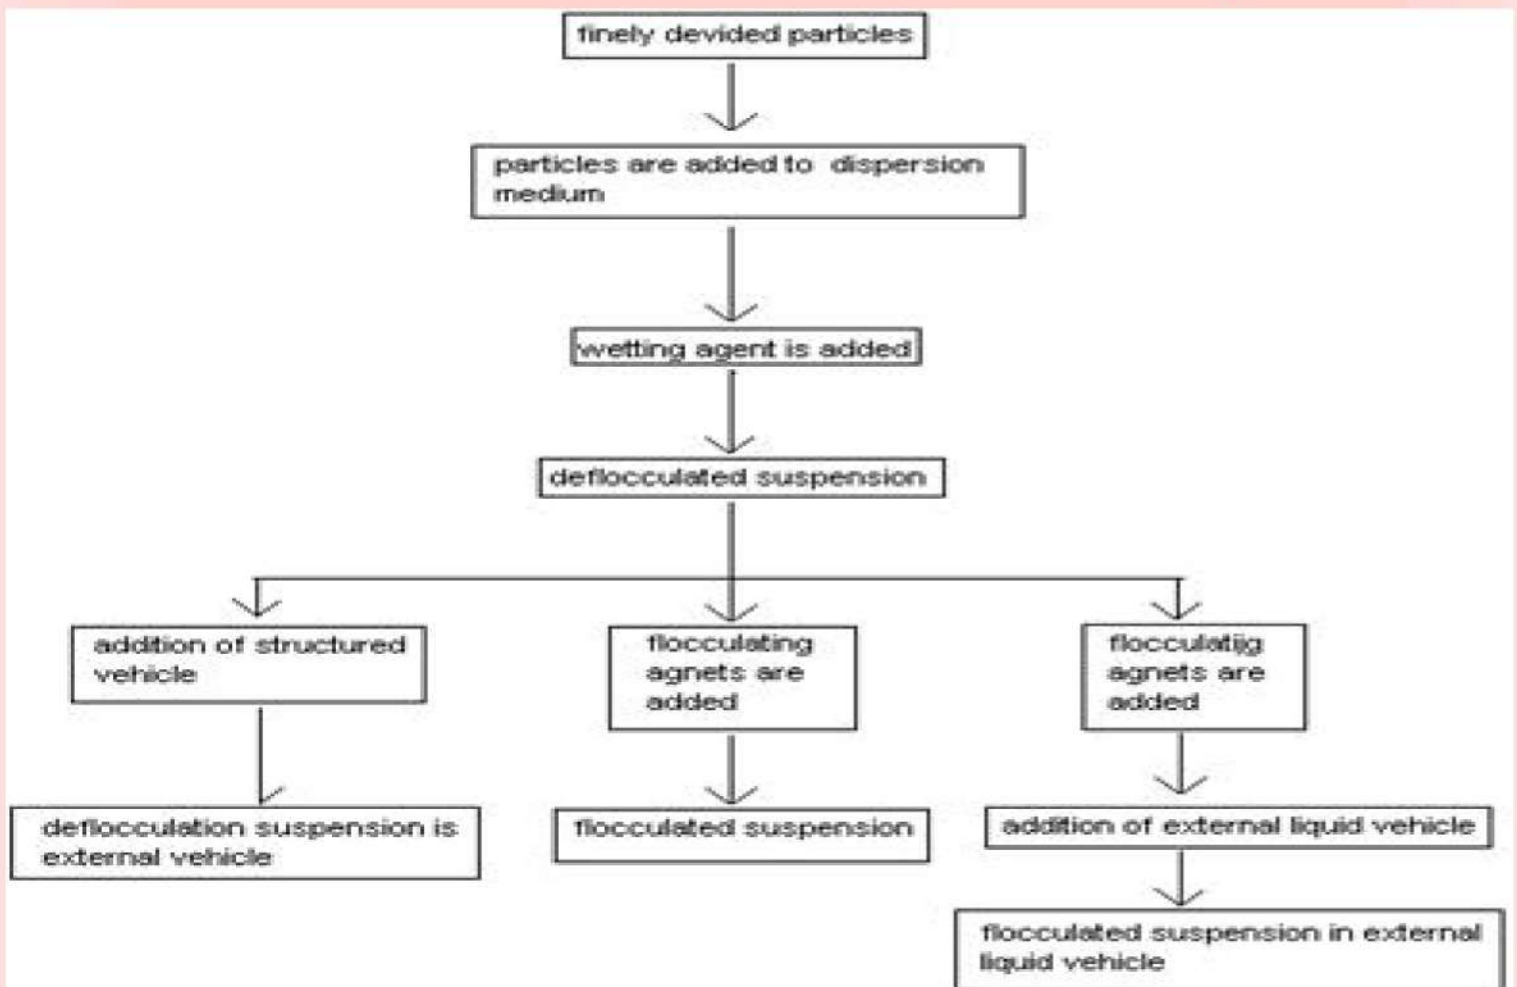 finely devided particles
particles are added to dispersion
medium
wetting agent is added
deflocculated suspension
addition of structured
vehicle
flocculating
agnets are
added
flocculatijg
agnets are
added
deflocculation suspension is
external vehicle
flocculated suspension
addition of external liquid vehicle
flocculated suspension in external
liquid vehicle